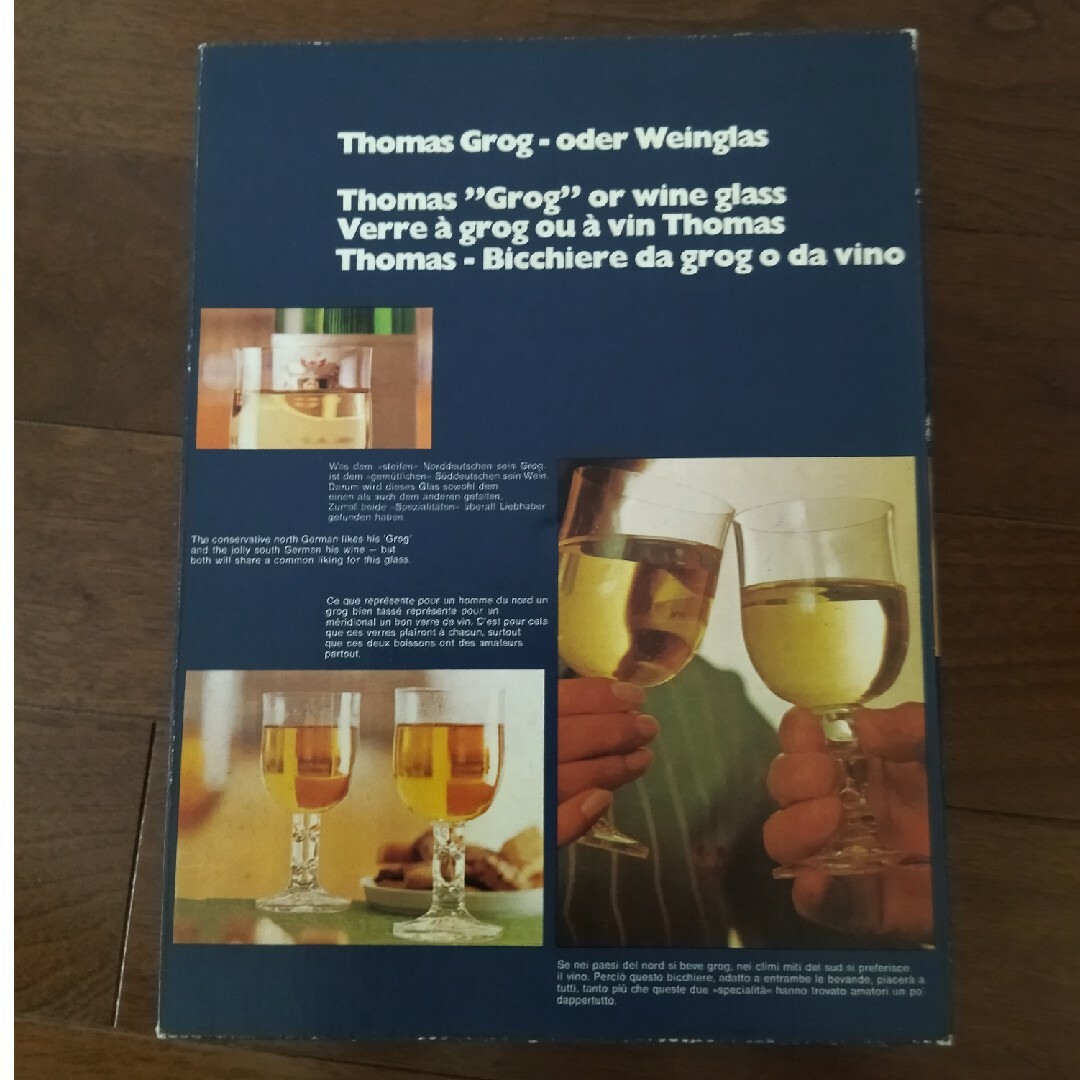 Thomas Grog - oder Weinglas
Thomas ”Grog” or wine glass
Verre à grog ou à vin Thomas
Thomas - Bicchiere da grog o da vino
Was dem »steifen« Norddeutschen sein Grog,
ist dem »gemütlichen« Süddeutschen sein Wein.
Darum wird dieses Glas sowohl dem
einen als auch dem anderen gefallen.
Zumal beide »Spezialitäten« überall Liebhaber
gefunden haben.
The conservative north German likes his 'Grog'
and the jolly south German his wine – but
both will share a common liking for this glass.
Ce que représente pour un homme du nord un
grog bien tassé représente pour un
méridional un bon verre de vin. C'est pour cela
que ces verres plairont à chacun, surtout
que ces deux boissons ont des amateurs
partout.
Se nei paesi del nord si beve grog, nei climi miti del sud si preferisce
il vino. Perciò questo bicchiere, adatto a entrambe le bevande, piacerà a
tutti, tanto più che queste due »specialità« hanno trovato amatori un po'
dappertutto.